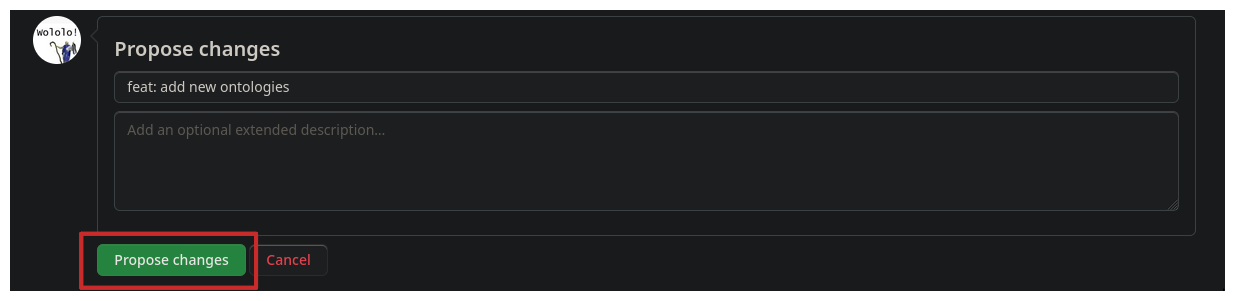 Wololo!
Propose changes
feat: add new ontologies
Add an optional extended description...
Propose changes
Cancel